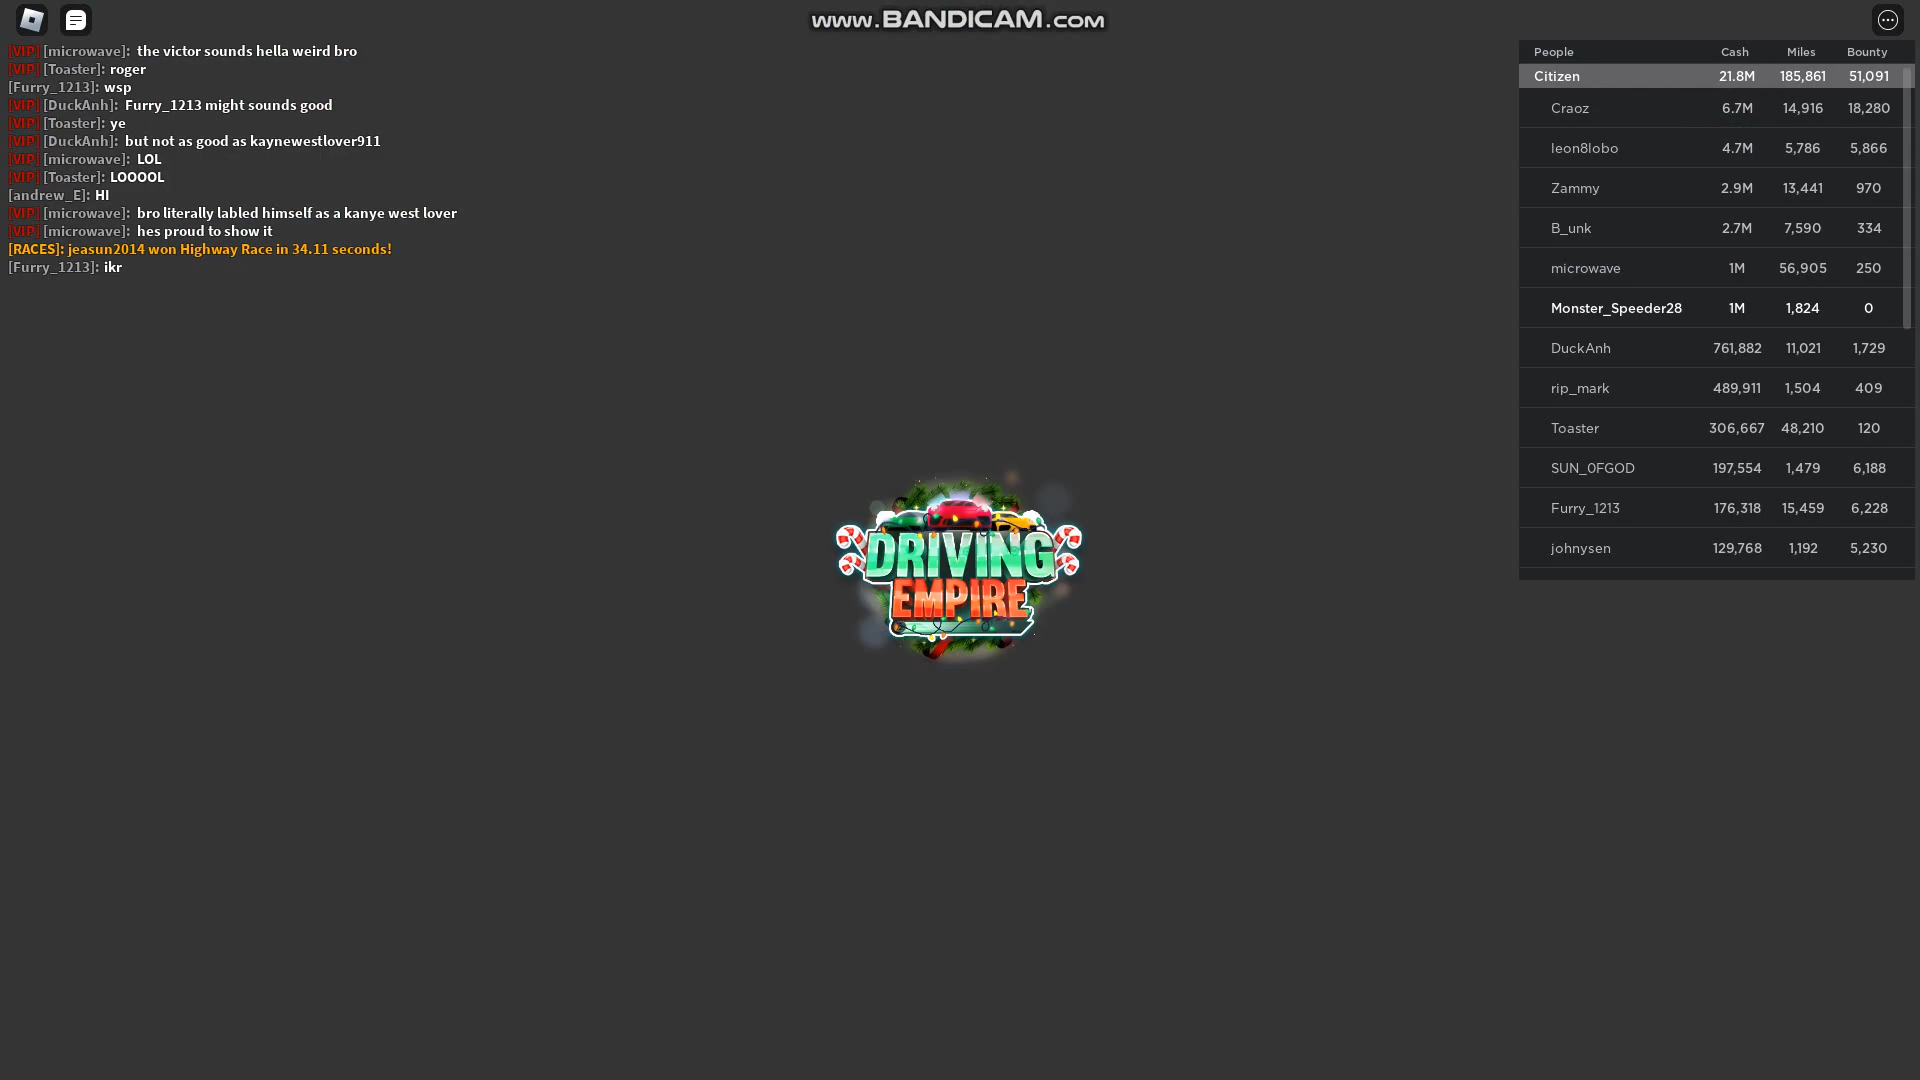 www.BANDICAM.com
[VIP] [microwave]: the victor sounds hella weird bro
[VIP] [Toaster]: roger
[Furry_1213]: wsp
[VIP] [DuckAnh]: Furry_1213 might sounds good
[VIP] [Toaster]: ye
[VIP] [DuckAnh]: but not as good as kaynewestlover911
[VIP] [microwave]: LOL
[VIP] [Toaster]: LOOOOL
[andrew_E]: HI
[VIP] [microwave]: bro literally labled himself as a kanye west lover
[VIP] [microwave]: hes proud to show it
[RACES]: jeasun2014 won Highway Race in 34.11 seconds!
[Furry_1213]: ikr
People Cash Miles Bounty
Citizen 21.8M 185,861 51,091
Craoz 6.7M 14,916 18,280
leon8lobo 4.7M 5,786 5,866
Zammy 2.9M 13,441 970
B_unk 2.7M 7,590 334
microwave 1M 56,905 250
Monster_Speeder28 1M 1,824 0
DuckAnh 761,882 11,021 1,729
rip_mark 489,911 1,504 409
Toaster 306,667 48,210 120
SUN_0FGOD 197,554 1,479 6,188
Furry_1213 176,318 15,459 6,228
johnysen 129,768 1,192 5,230
DRIVING
EMPIRE